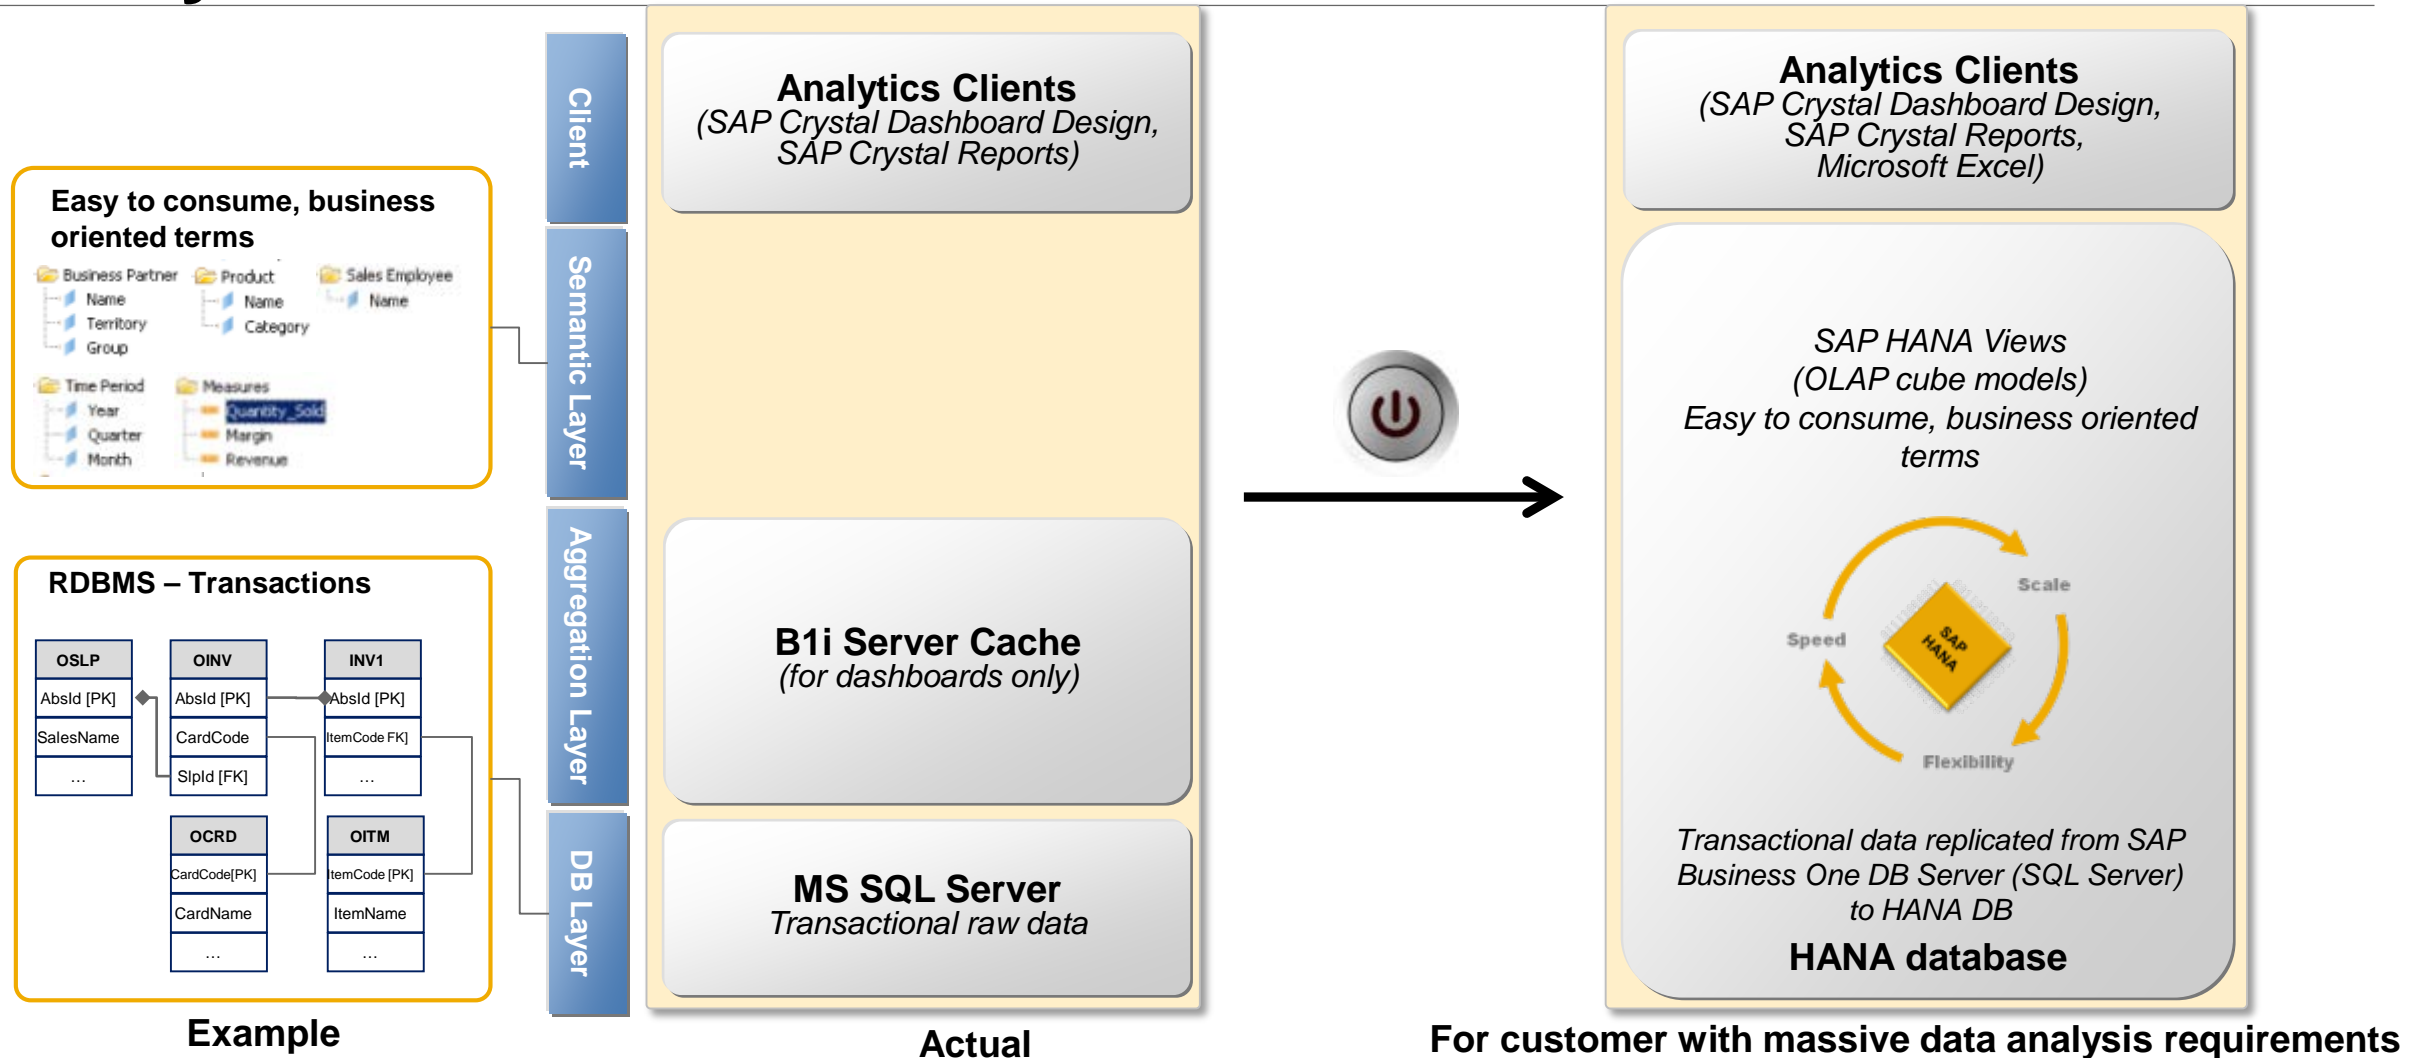 Easy to consume, business
oriented terms
Business Partner
Name
Territory
Group
Product
Name
Category
Sales Employee
Name
Time Period
Year
Quarter
Month
Measures
Quantity_Sold
Margin
Revenue
RDBMS – Transactions
OSLP
AbsId [PK]
SalesName
...
OINV
AbsId [PK]
CardCode
SlpId [FK]
INV1
AbsId [PK]
ItemCode FK]
...
OCRD
CardCode[PK]
CardName
...
OITM
ItemCode [PK]
ItemName
...
Example
Client
Semantic Layer
Aggregation Layer
DB Layer
Analytics Clients
(SAP Crystal Dashboard Design,
SAP Crystal Reports)
B1i Server Cache
(for dashboards only)
MS SQL Server
Transactional raw data
Actual
Analytics Clients
(SAP Crystal Dashboard Design,
SAP Crystal Reports,
Microsoft Excel)
SAP HANA Views
(OLAP cube models)
Easy to consume, business oriented
terms
Scale
Speed
SAP
HANA
Flexibility
Transactional data replicated from SAP
Business One DB Server (SQL Server)
to HANA DB
HANA database
For customer with massive data analysis requirements